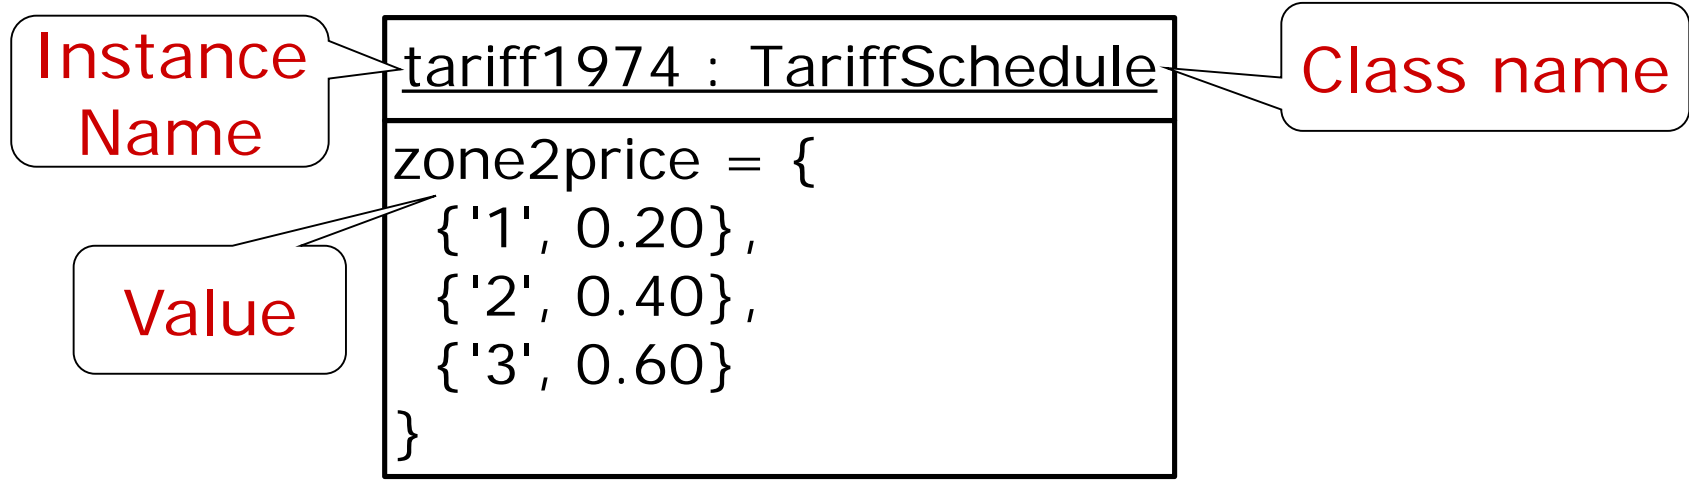 Instance
Name
tariff1974 : TariffSchedule
Class name
zone2price = {
{'1', 0.20},
{'2', 0.40},
{'3', 0.60}
}
Value